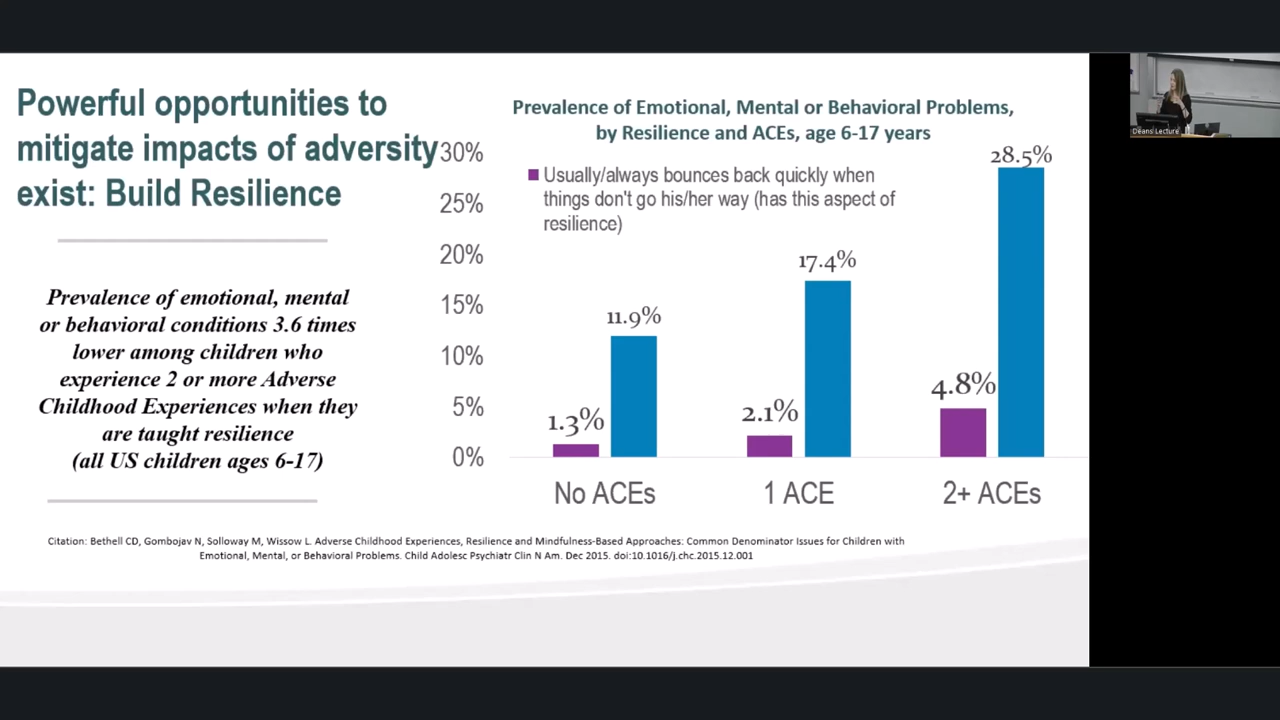 Powerful opportunities to
mitigate impacts of adversity
exist: Build Resilience
Prevalence of emotional, mental
or behavioral conditions 3.6 times
lower among children who
experience 2 or more Adverse
Childhood Experiences when they
are taught resilience
(all US children ages 6-17)
Prevalence of Emotional, Mental or Behavioral Problems,
by Resilience and ACEs, age 6-17 years
Usually/always bounces back quickly when
things don't go his/her way (has this aspect of
resilience)
30%
25%
20%
15%
10%
5%
0%
1.3%
11.9%
2.1%
17.4%
4.8%
28.5%
No ACEs
1 ACE
2+ ACEs
Citation: Bethell CD, Gombojav N, Solloway M, Wissow L. Adverse Childhood Experiences, Resilience and Mindfulness-Based Approaches: Common Denominator Issues for Children with
Emotional, Mental, or Behavioral Problems. Child Adolesc Psychiatr Clin N Am. Dec 2015. doi:10.1016/j.chc.2015.12.001
Deans Lecture